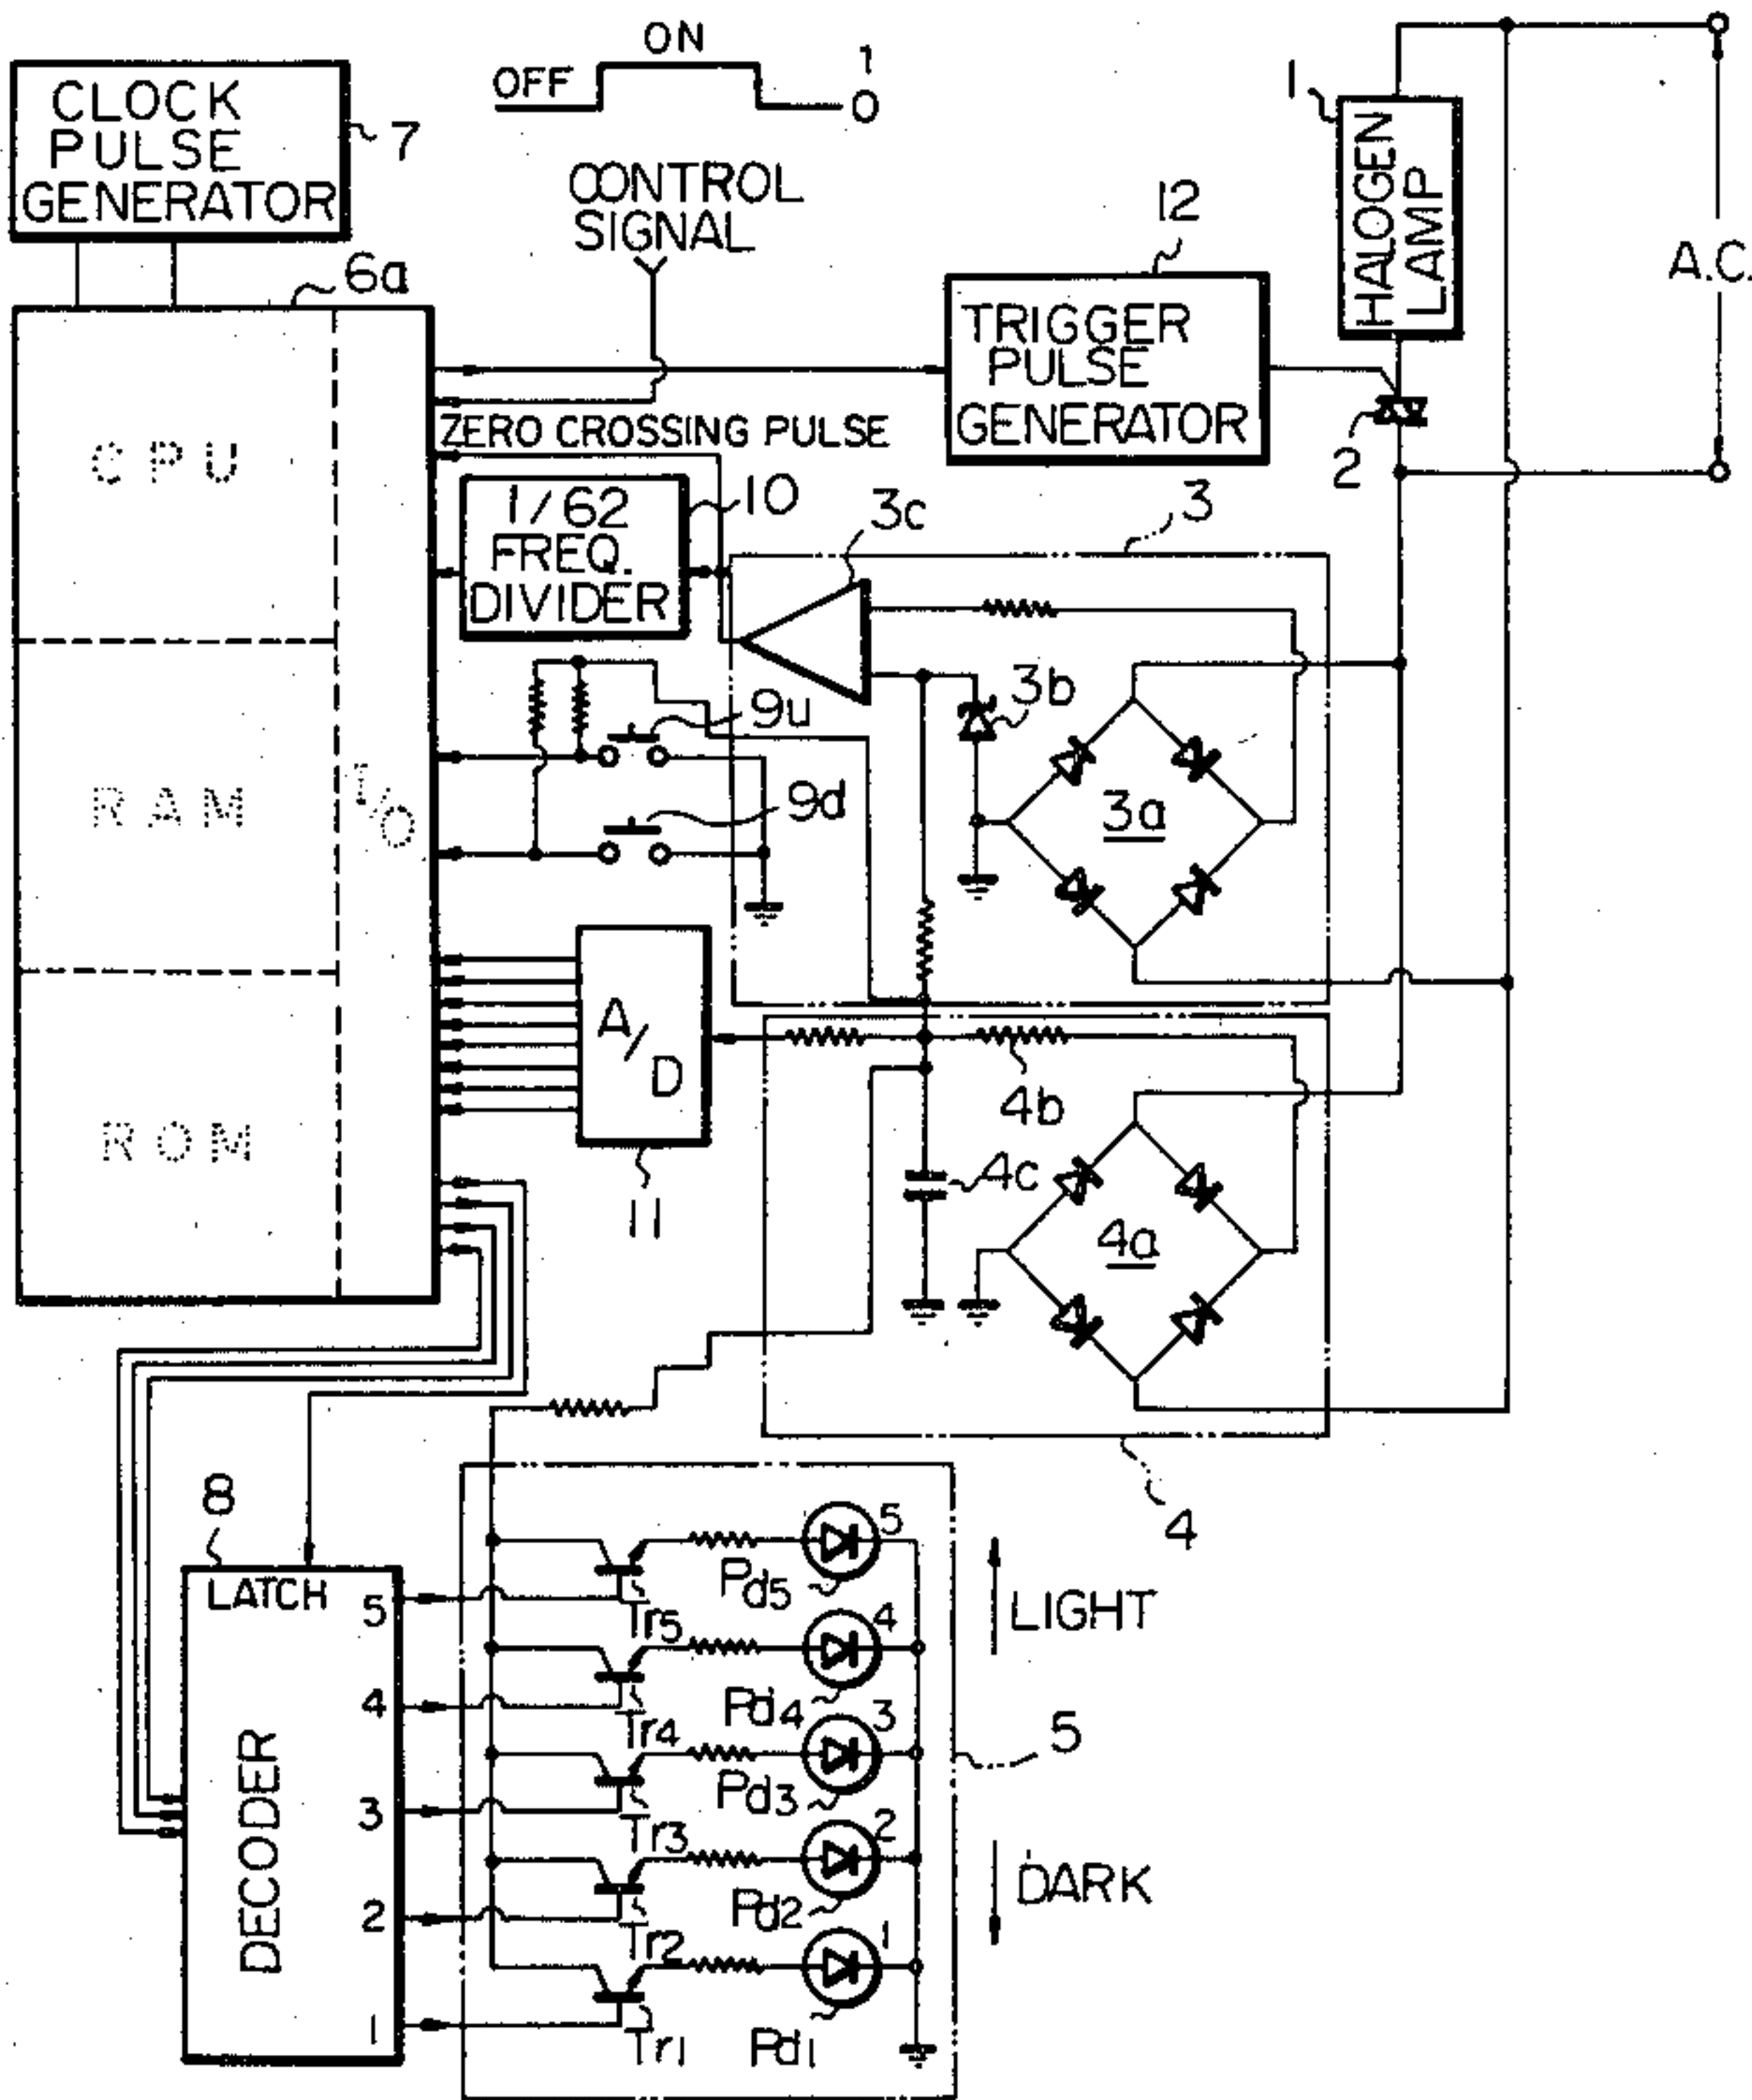 ON
OFF
1
0
CLOCK
PULSE
GENERATOR
7
CONTROL
SIGNAL
6a
12
TRIGGER
PULSE
GENERATOR
1
HALOGEN
LAMP
A.C.
2
ZERO CROSSING PULSE
CPU
1/62
FREQ.
DIVIDER
10
3c
3
RAM
I/O
9u
9d
3b
3a
ROM
A/D
11
4b
4c
4a
4
8
LATCH
DECODER
5
4
3
2
1
Tr5
Tr4
Tr3
Tr2
Tr1
Pd5
Pd4
Pd3
Pd2
Pd1
5
4
3
2
1
LIGHT
5
DARK